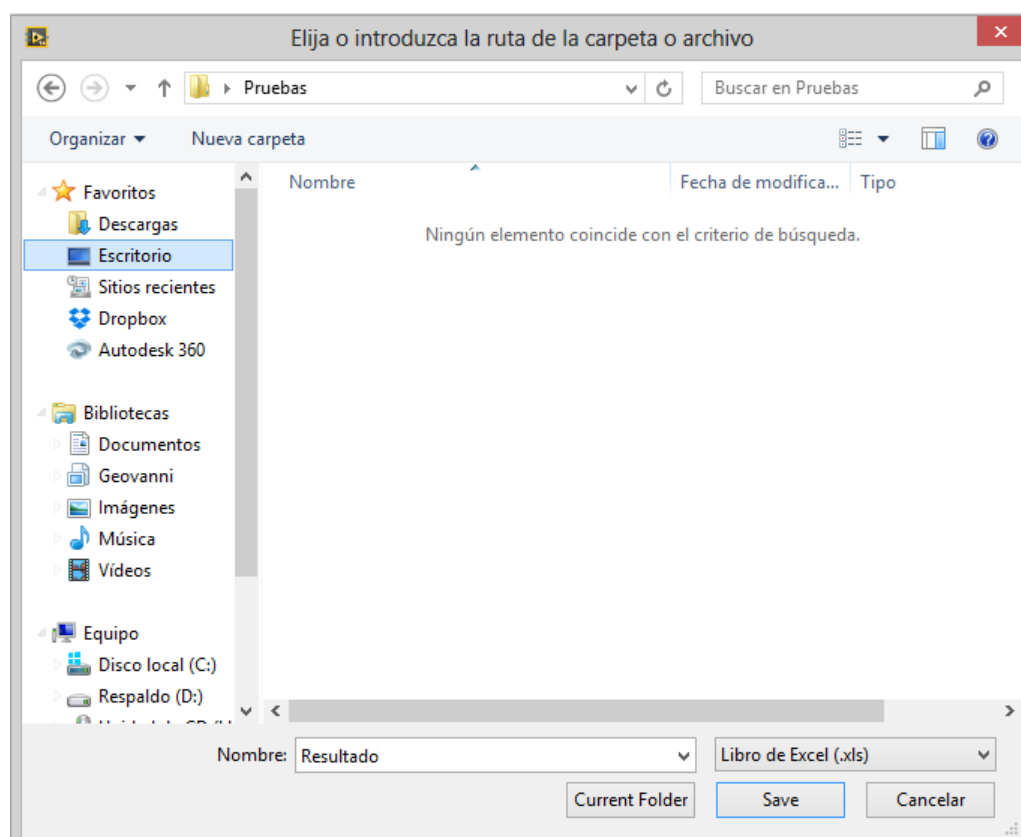 Elija o introduzca la ruta de la carpeta o archivo
Pruebas
Buscar en Pruebas
Organizar
Nueva carpeta
Favoritos
Descargas
Escritorio
Sitios recientes
Dropbox
Autodesk 360
Bibliotecas
Documentos
Geovanni
Imágenes
Música
Vídeos
Equipo
Disco local (C:)
Respaldo (D:)
Nombre
Fecha de modifica...
Tipo
Ningún elemento coincide con el criterio de búsqueda.
Nombre:
Resultado
Libro de Excel (.xls)
Current Folder
Save
Cancelar